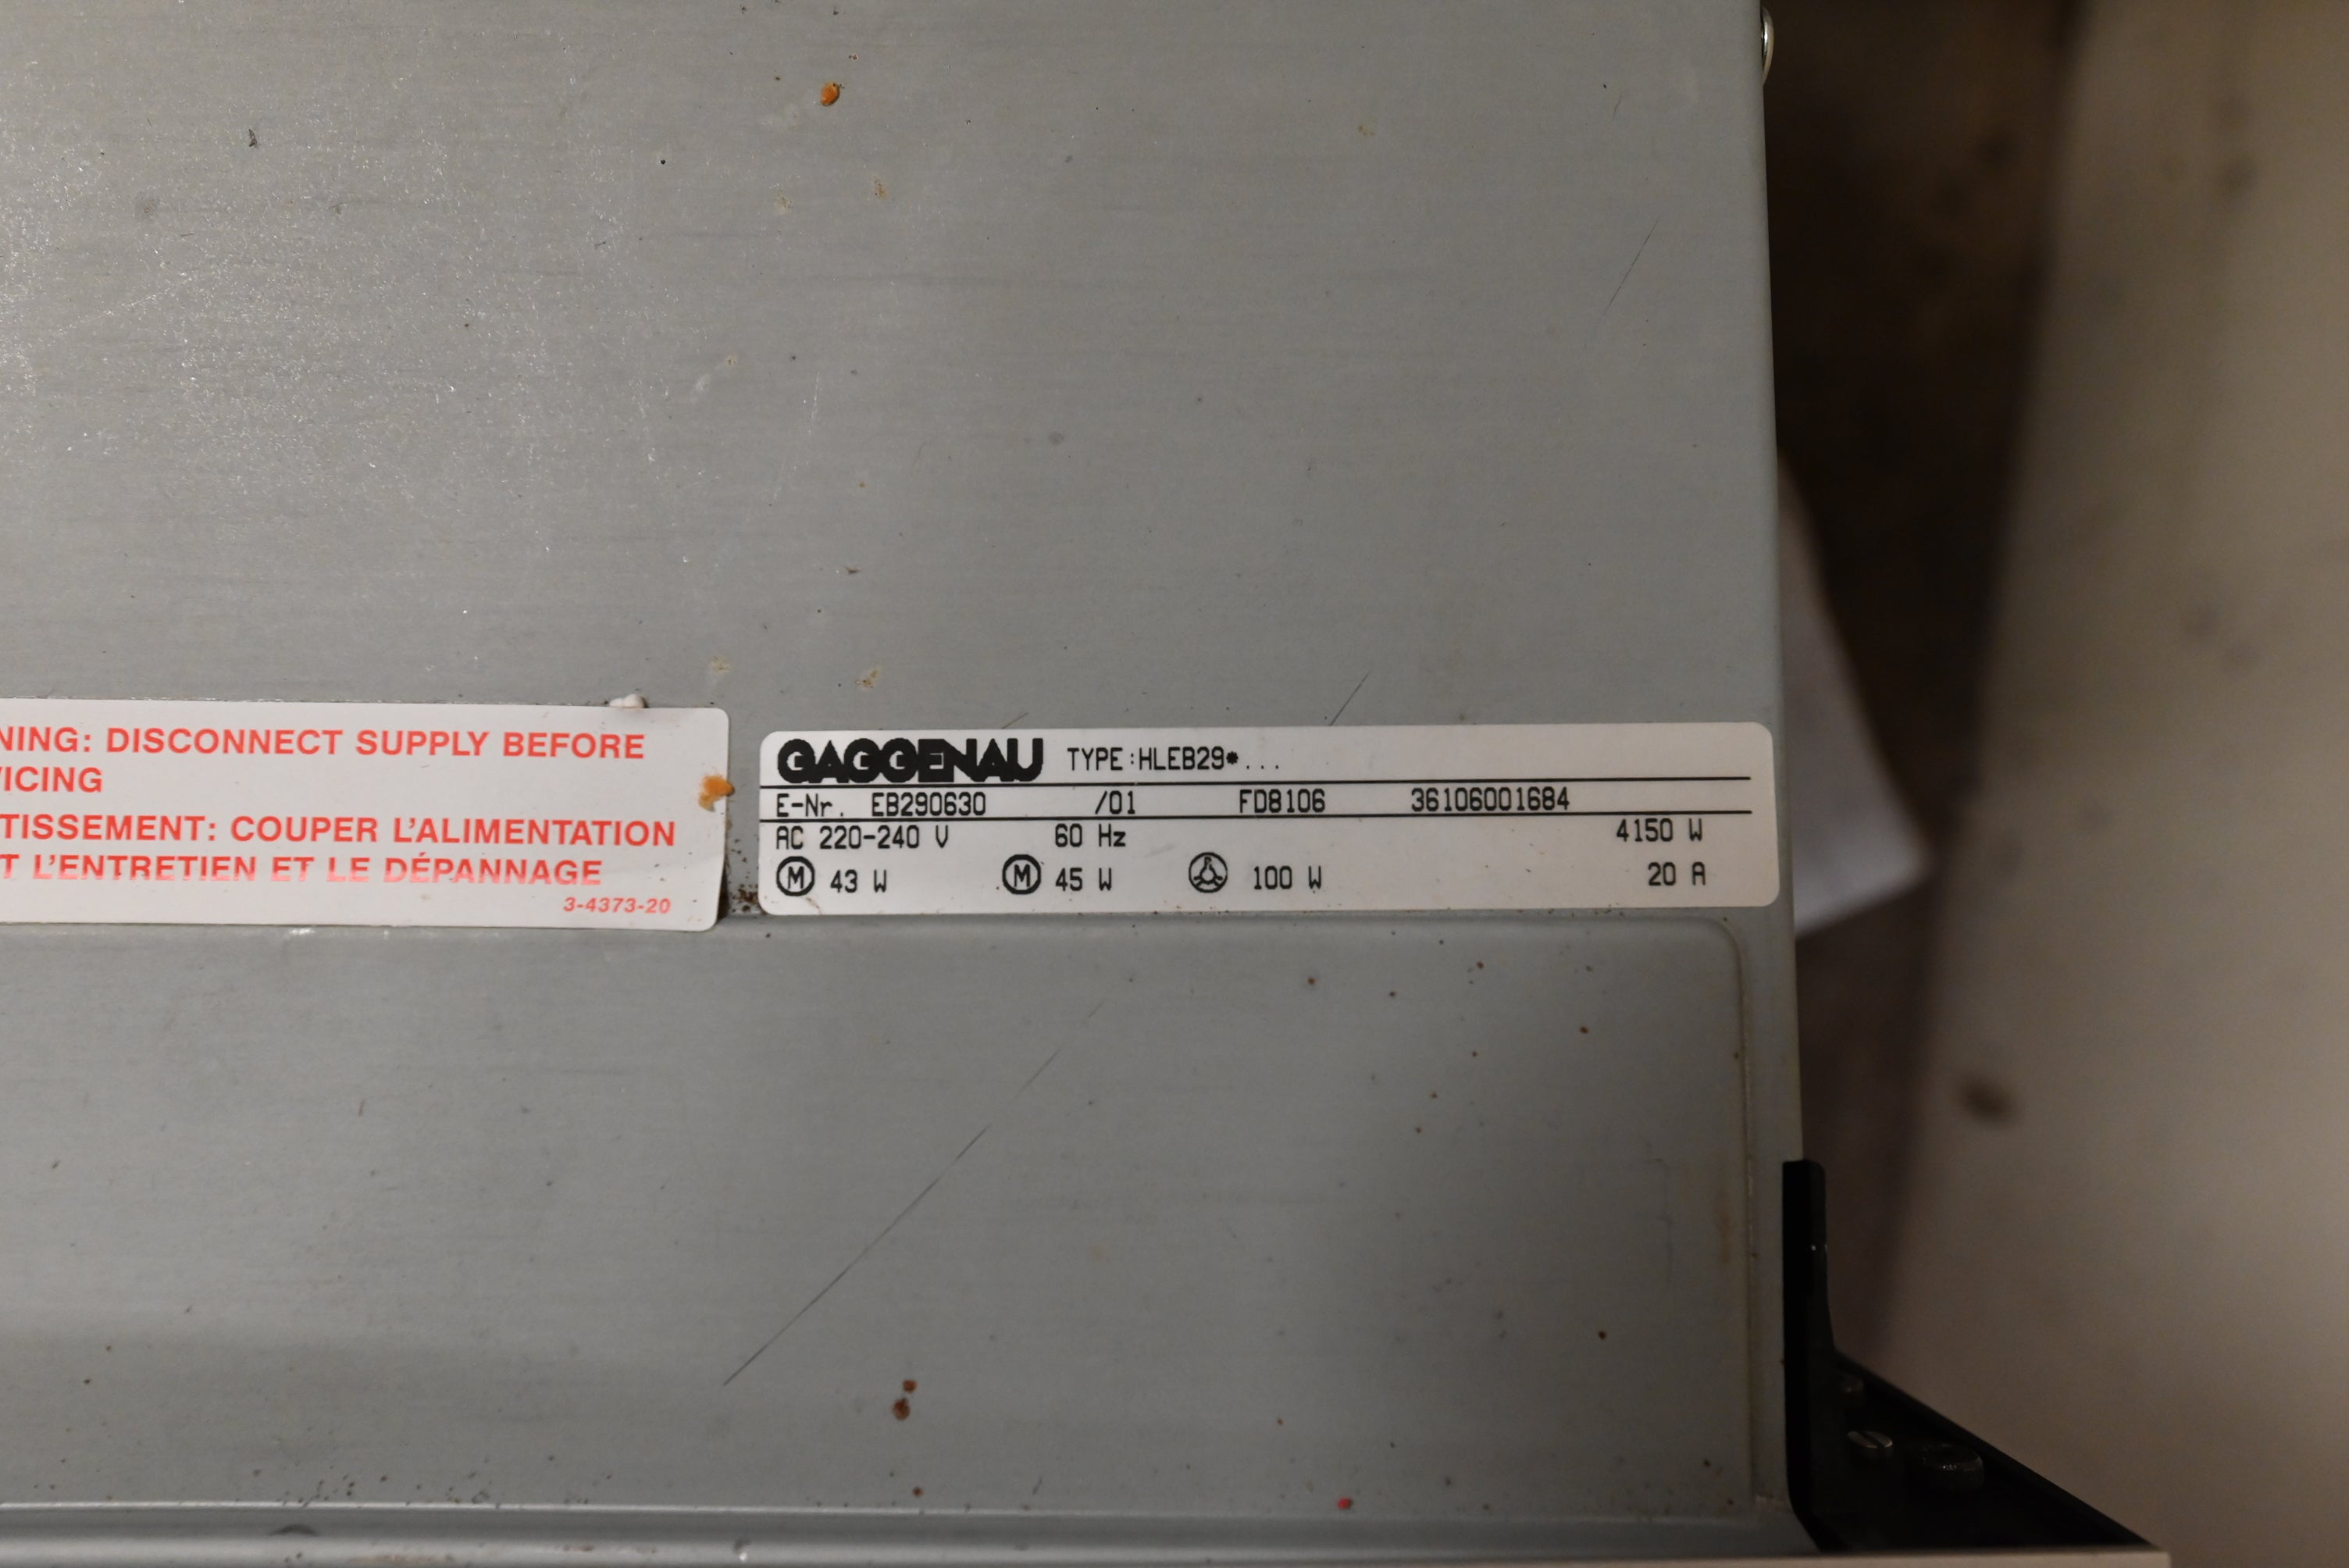 NING: DISCONNECT SUPPLY BEFORE
VICING
TISSEMENT: COUPER L'ALIMENTATION
T L'ENTRETIEN ET LE DÉPANNAGE
3-4373-20
GAGGENAU TYPE:HLEB29*...
E-Nr. EB290630 /01 FD8106 36106001684
AC 220-240 V 60 Hz 4150 W
M 43 W M 45 W 100 W 20 A